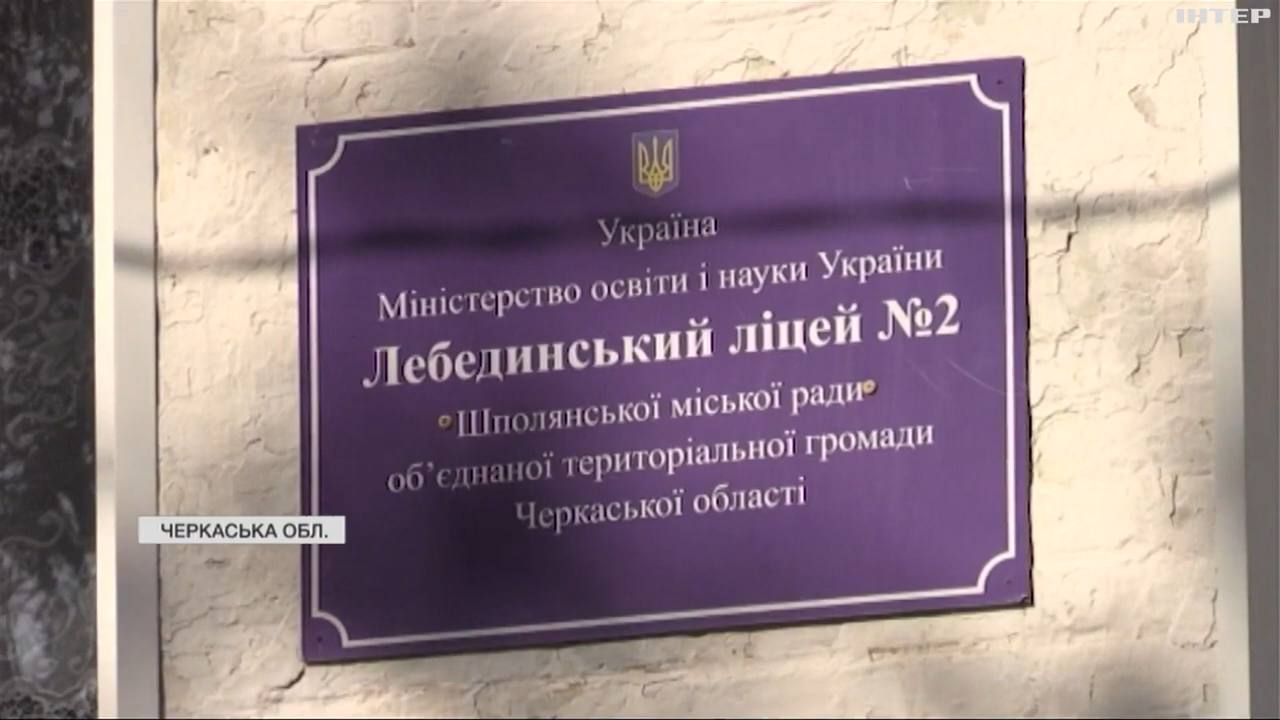 ІНТЕР
Україна
Міністерство освіти і науки України
Лебединський ліцей №2
Шполянської міської ради
об’єднаної територіальної громади
Черкаської області
ЧЕРКАСЬКА ОБЛ.